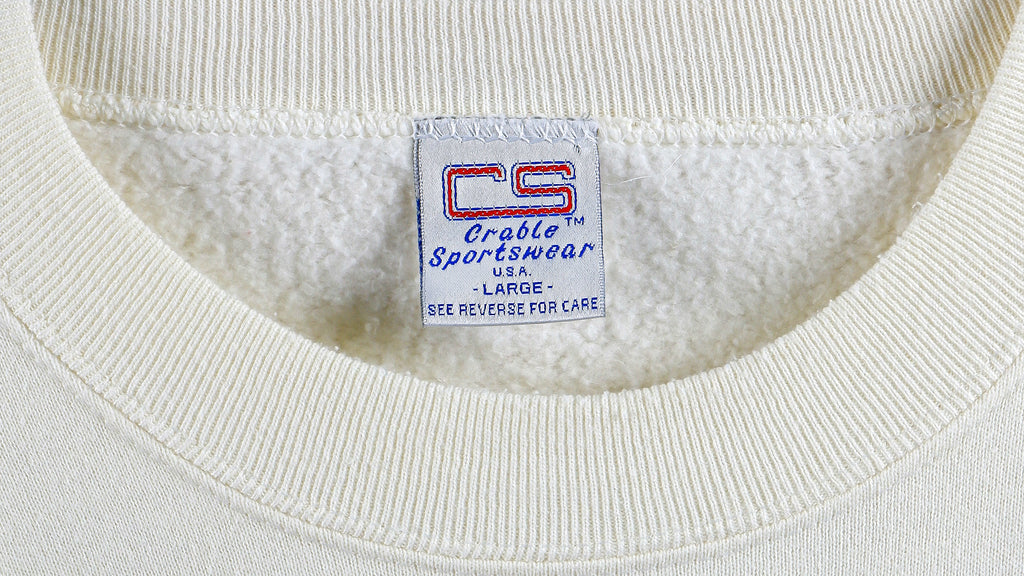 CS
Crable™
Sportswear
U.S.A.
- LARGE -
SEE REVERSE FOR CARE